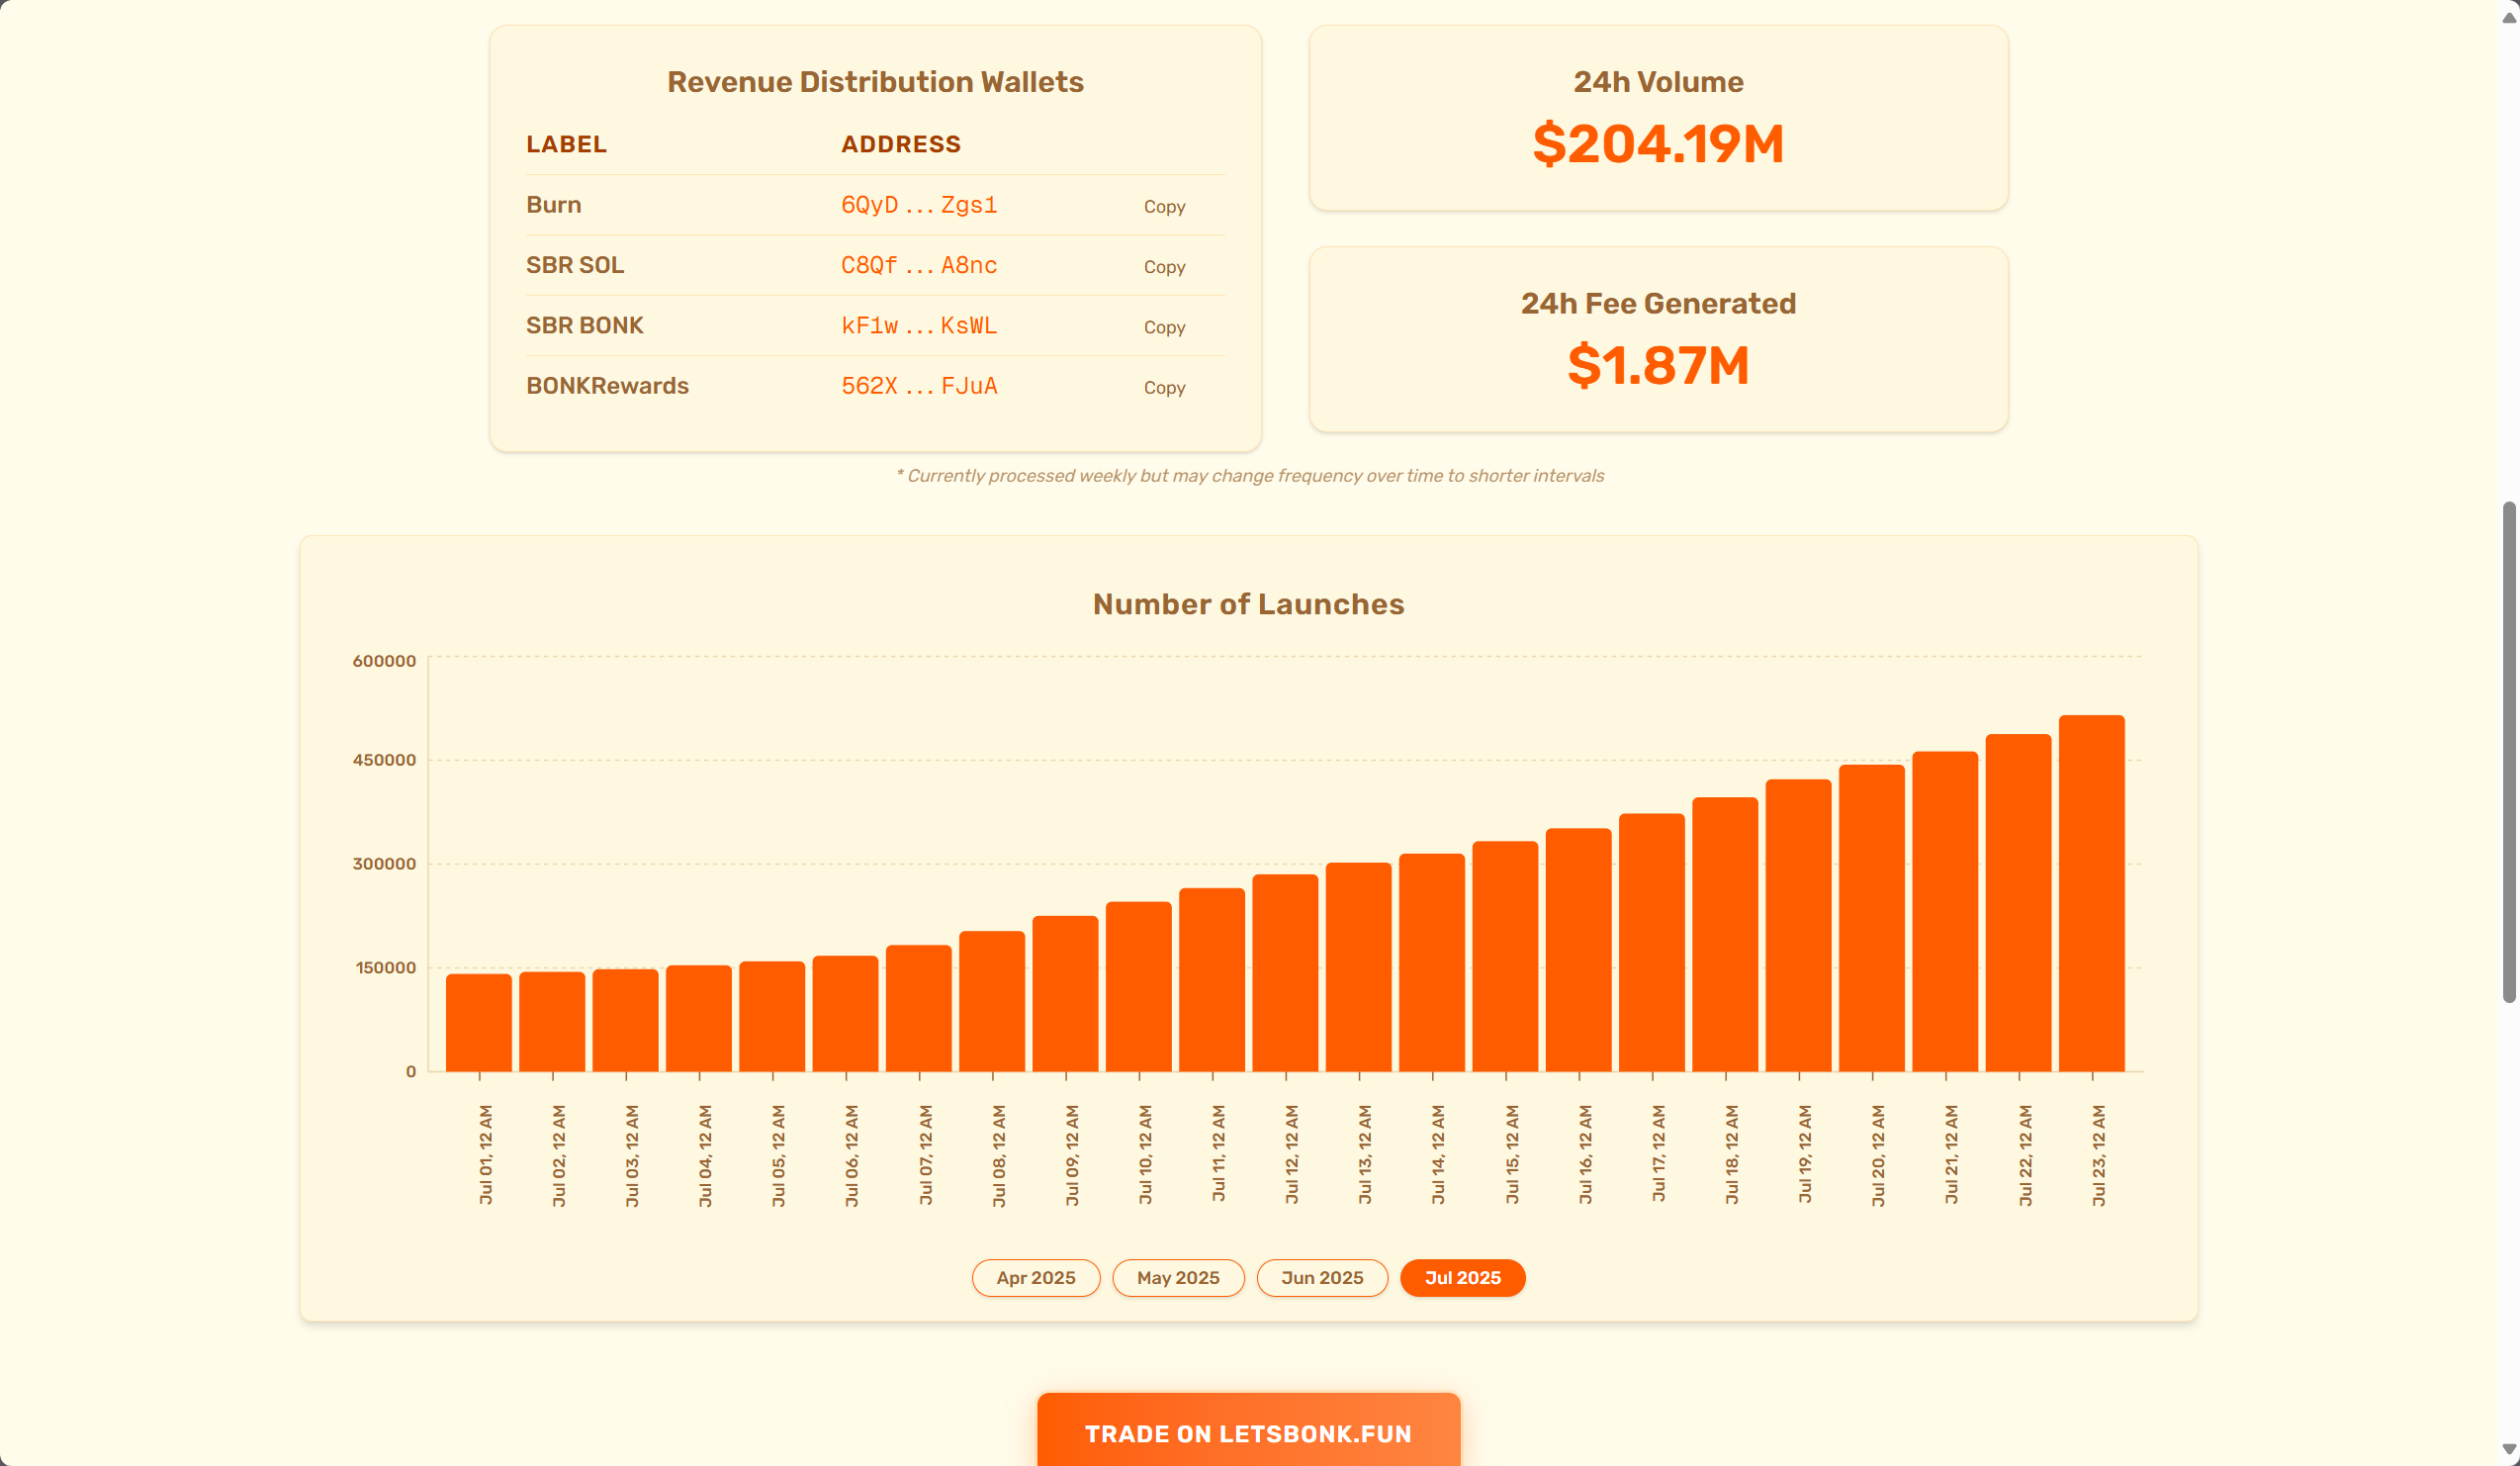 Revenue Distribution Wallets
LABEL ADDRESS
Burn 6QyD...Zgs1 Copy
SBR SOL C8Qf...A8nc Copy
SBR BONK kF1w...KsWL Copy
BONKRewards 562X...FJuA Copy
24h Volume
$204.19M
24h Fee Generated
$1.87M
* Currently processed weekly but may change frequency over time to shorter intervals
Number of Launches
600000
450000
300000
150000
0
Jul 01, 12 AM
Jul 02, 12 AM
Jul 03, 12 AM
Jul 04, 12 AM
Jul 05, 12 AM
Jul 06, 12 AM
Jul 07, 12 AM
Jul 08, 12 AM
Jul 09, 12 AM
Jul 10, 12 AM
Jul 11, 12 AM
Jul 12, 12 AM
Jul 13, 12 AM
Jul 14, 12 AM
Jul 15, 12 AM
Jul 16, 12 AM
Jul 17, 12 AM
Jul 18, 12 AM
Jul 19, 12 AM
Jul 20, 12 AM
Jul 21, 12 AM
Jul 22, 12 AM
Jul 23, 12 AM
Apr 2025 May 2025 Jun 2025 Jul 2025
TRADE ON LETSBONK.FUN